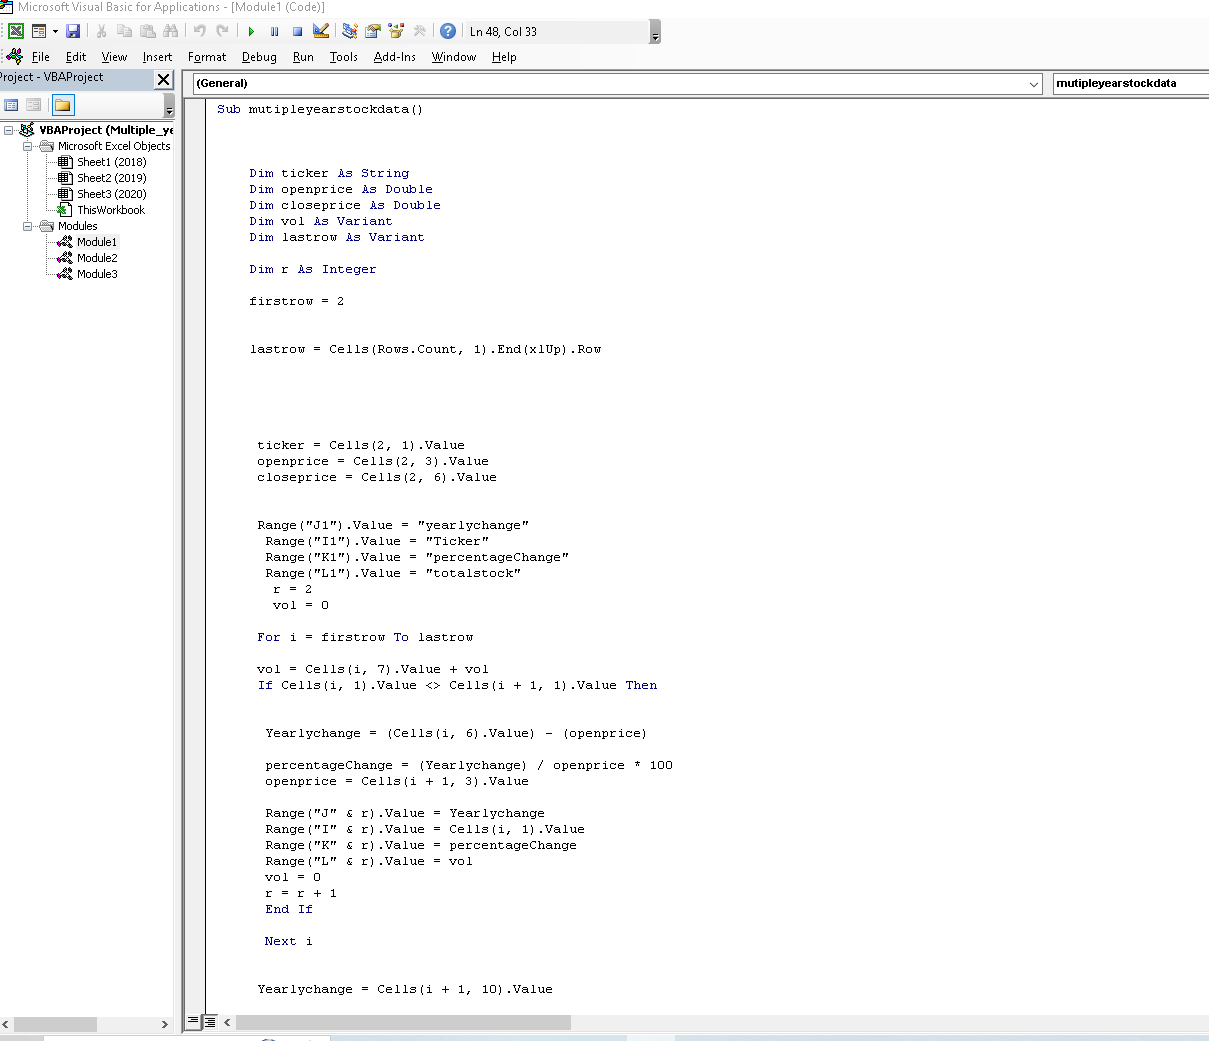 Microsoft Visual Basic for Applications - [Module1 (Code)]
Ln 48, Col 33
File Edit View Insert Format Debug Run Tools Add-Ins Window Help
Project - VBAProject
(General)
mutipleyearstockdata
VBAProject (Multiple_ye
Microsoft Excel Objects
Sheet1 (2018)
Sheet2 (2019)
Sheet3 (2020)
ThisWorkbook
Modules
Module1
Module2
Module3
Sub mutipleyearstockdata()
Dim ticker As String
Dim openprice As Double
Dim closeprice As Double
Dim vol As Variant
Dim lastrow As Variant
Dim r As Integer
firstrow = 2
lastrow = Cells(Rows.Count, 1).End(xlUp).Row
ticker = Cells(2, 1).Value
openprice = Cells(2, 3).Value
closeprice = Cells(2, 6).Value
Range("J1").Value = "yearlychange"
Range("I1").Value = "Ticker"
Range("K1").Value = "percentageChange"
Range("L1").Value = "totalstock"
r = 2
vol = 0
For i = firstrow To lastrow
vol = Cells(i, 7).Value + vol
If Cells(i, 1).Value <> Cells(i + 1, 1).Value Then
Yearlychange = (Cells(i, 6).Value) - (openprice)
percentageChange = (Yearlychange) / openprice * 100
openprice = Cells(i + 1, 3).Value
Range("J" & r).Value = Yearlychange
Range("I" & r).Value = Cells(i, 1).Value
Range("K" & r).Value = percentageChange
Range("L" & r).Value = vol
vol = 0
r = r + 1
End If
Next i
Yearlychange = Cells(i + 1, 10).Value